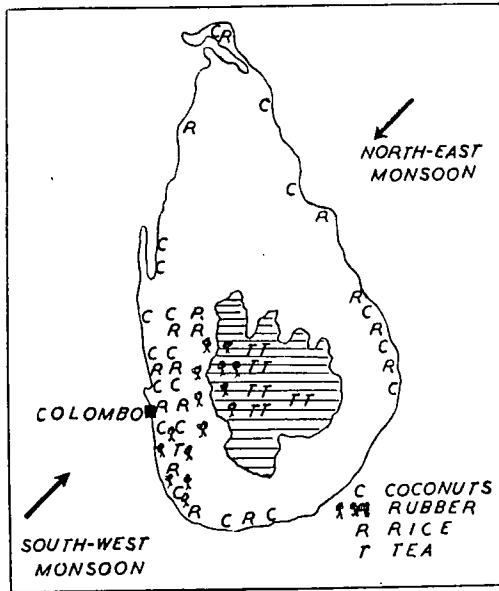 C R
C
R
NORTH-EAST
MONSOON
C
R
C
C
R
C C R C
R R R
C C T T C
R R T T R
C C T T C
T T
COLOMBO R R T T
C C
T
R
C
R
C R C
C COCONUTS
RUBBER
R RICE
T TEA
SOUTH-WEST
MONSOON